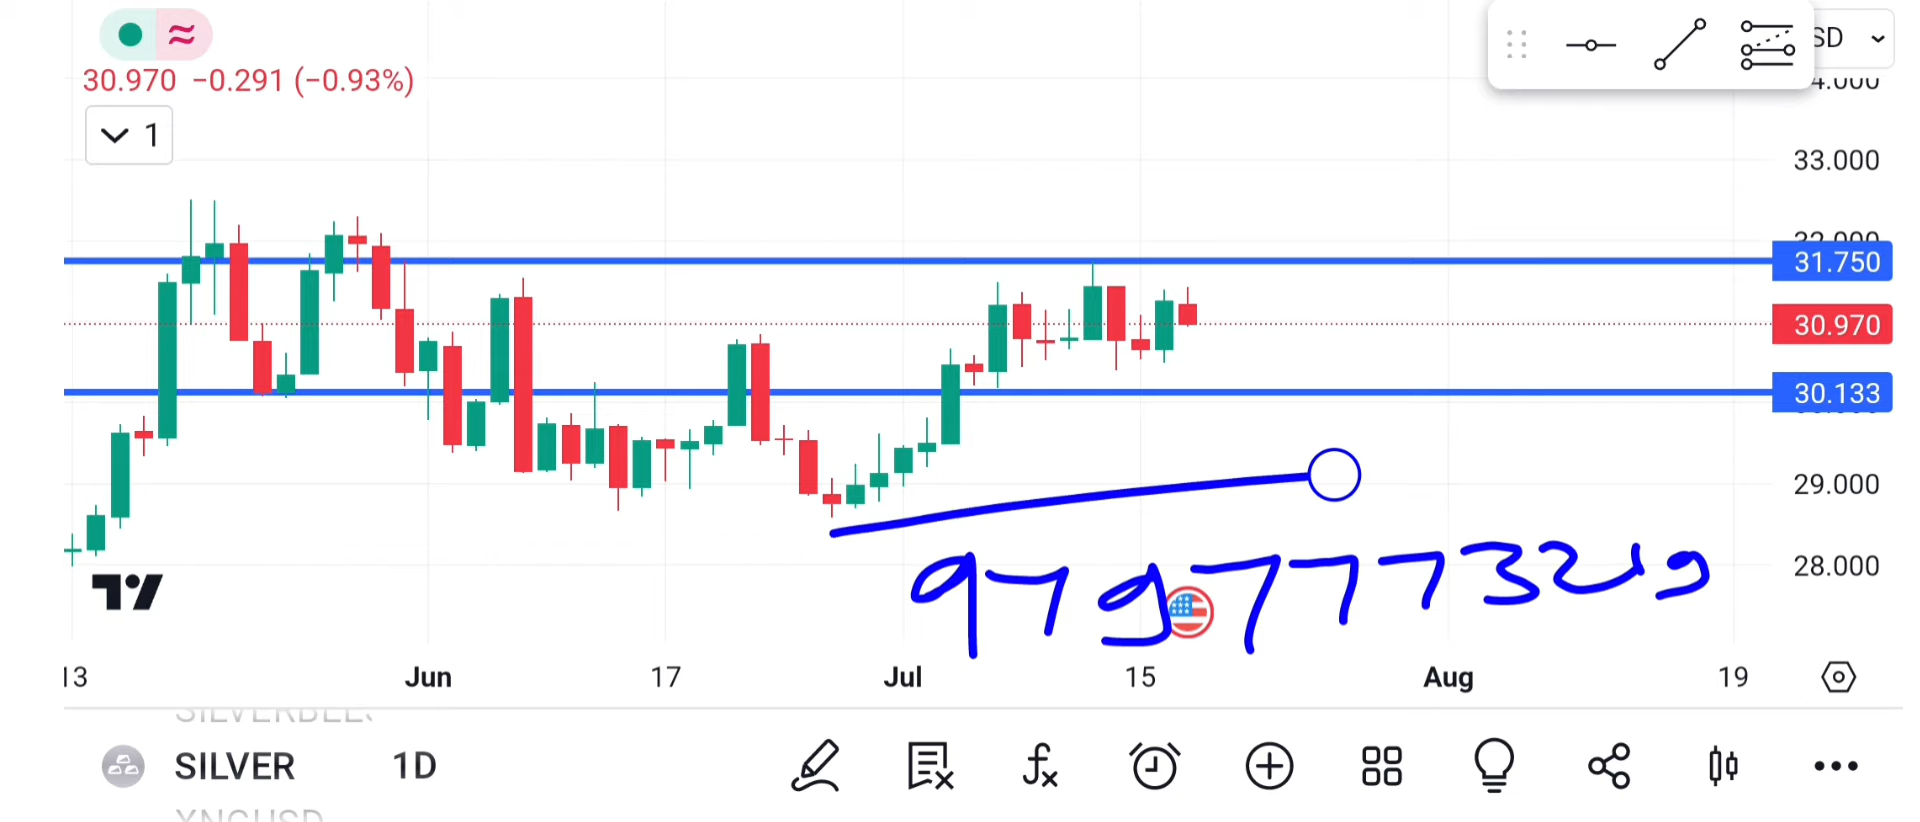 30.970 −0.291 (−0.93%)
1
SD
33.000
31.750
30.970
30.133
29.000
28.000
13 Jun 17 Jul 15 Aug 19
SILVER 1D